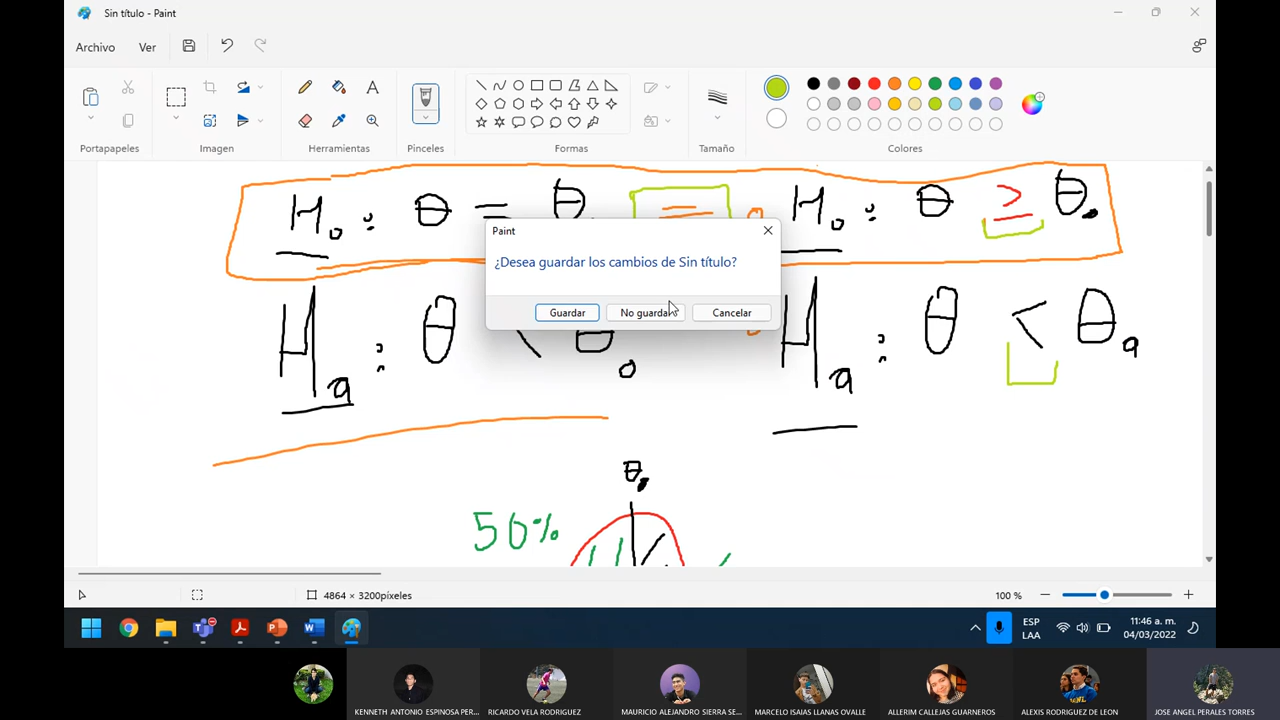 Sin título - Paint
Archivo Ver
Portapapeles Imagen Herramientas Pinceles Formas Tamaño Colores
H₀ : θ = θ₀ = H₀ : θ ≥ θ₀
Paint
¿Desea guardar los cambios de Sin título?
Guardar No guardar Cancelar
Hₐ : θ < θ₀ Hₐ : θ < θₐ
θ₀
50%
4864 × 3200píxeles 100 %
ESP
LAA
11:46 a. m.
04/03/2022
KENNETH ANTONIO ESPINOSA PER... RICARDO VELA RODRIGUEZ MAURICIO ALEJANDRO SIERRA SE... MARCELO ISAIAS LLANAS OVALLE ALLERIM CALLEJAS GUARNEROS ALEXIS RODRIGUEZ DE LEON JOSE ANGEL PERALES TORRES